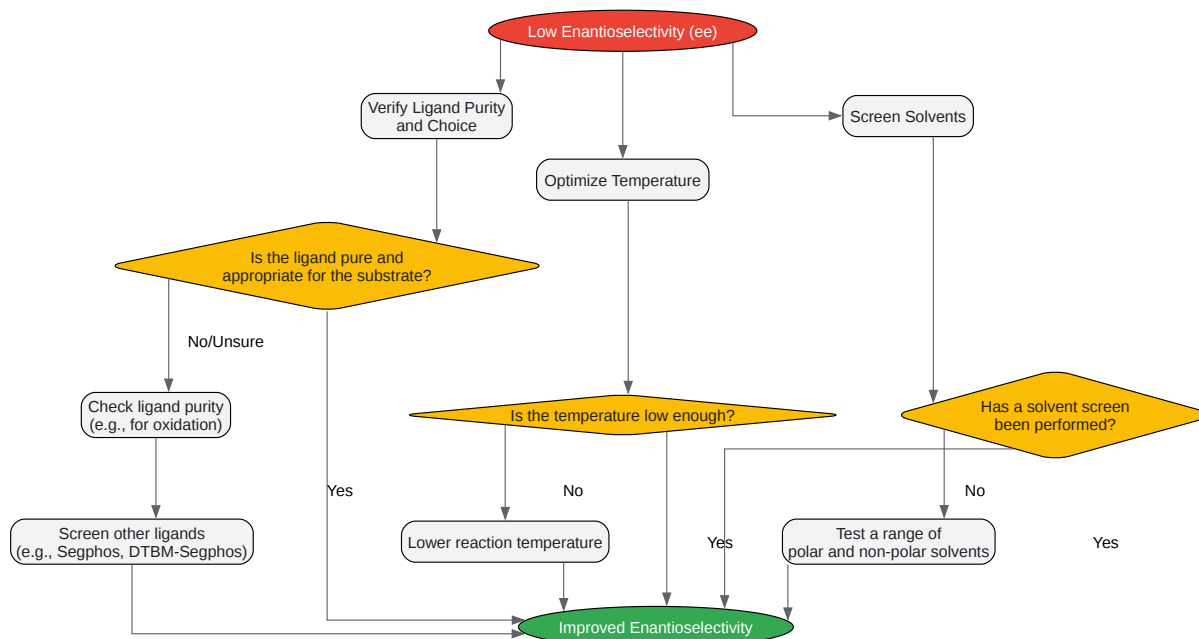 Low Enantioselectivity (ee)
Verify Ligand Purity
and Choice
Screen Solvents
Optimize Temperature
Is the ligand pure and
appropriate for the substrate?
No/Unsure
Check ligand purity
(e.g., for oxidation)
Is the temperature low enough?
Has a solvent screen
been performed?
Yes
No
No
Screen other ligands
(e.g., Segphos, DTBM-Segphos)
Lower reaction temperature
Yes
Test a range of
polar and non-polar solvents
Yes
Improved Enantioselectivity